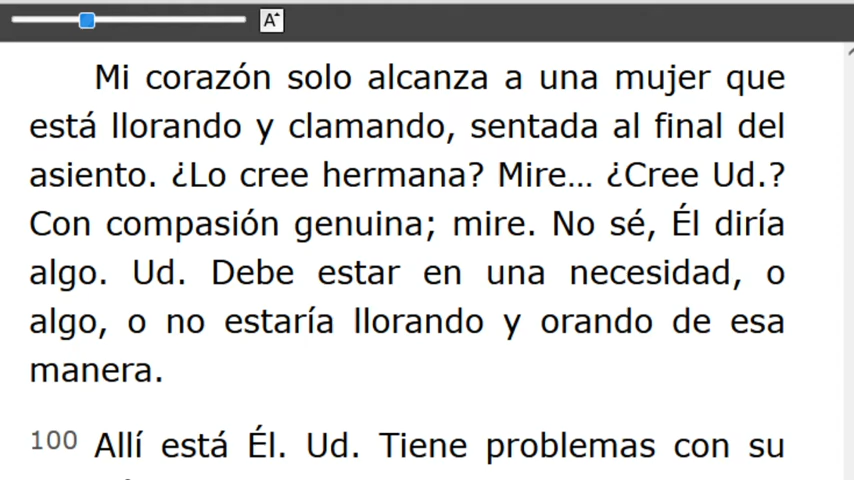 A
Mi corazón solo alcanza a una mujer que
está llorando y clamando, sentada al final del
asiento. ¿Lo cree hermana? Mire... ¿Cree Ud.?
Con compasión genuina; mire. No sé, Él diría
algo. Ud. Debe estar en una necesidad, o
algo, o no estaría llorando y orando de esa
manera.
100 Allí está Él. Ud. Tiene problemas con su